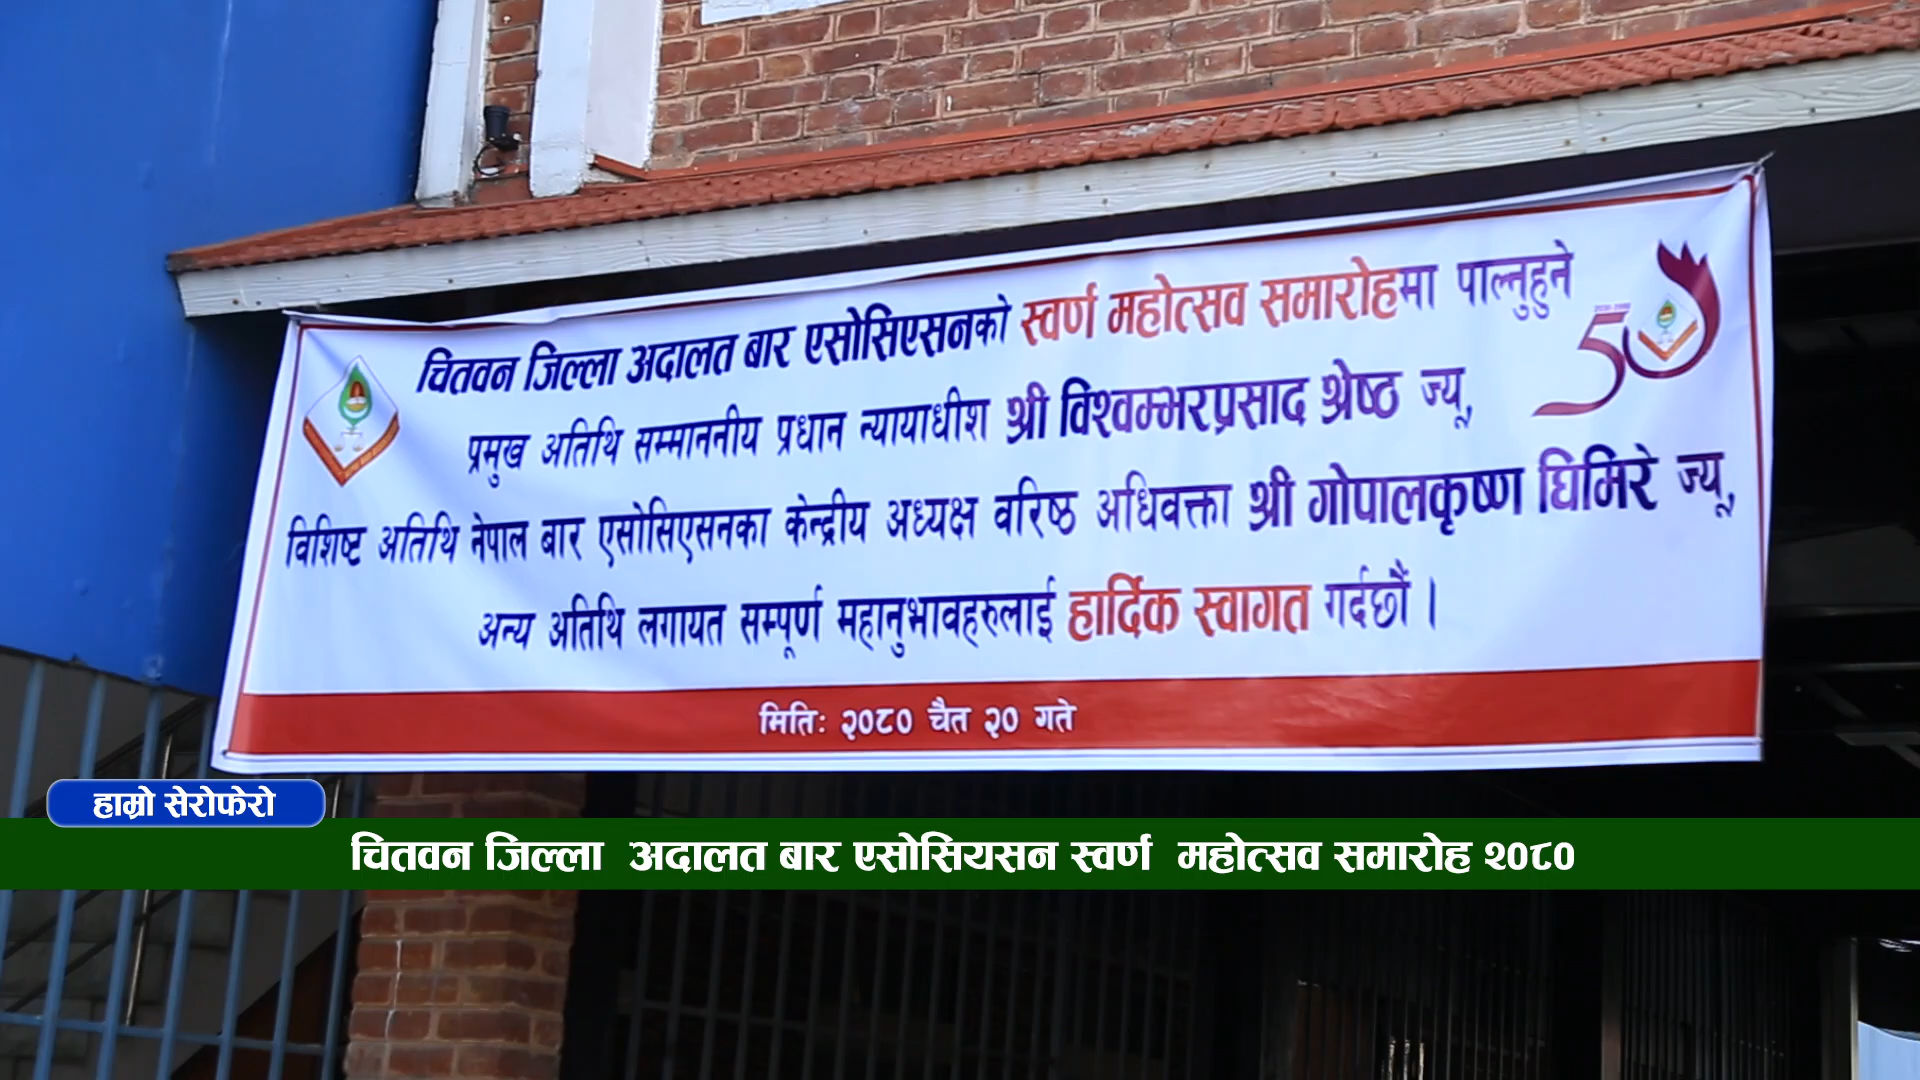 चितवन जिल्ला अदालत बार एसोसिएसनको स्वर्ण महोत्सव समारोहमा पाल्नुहुने
50
प्रमुख अतिथि सम्माननीय प्रधान न्यायाधीश श्री विश्वम्भरप्रसाद श्रेष्ठ ज्यू,
विशिष्ट अतिथि नेपाल बार एसोसिएसनका केन्द्रीय अध्यक्ष वरिष्ठ अधिवक्ता श्री गोपालकृष्ण घिमिरे ज्यू,
अन्य अतिथि लगायत सम्पूर्ण महानुभावहरुलाई हार्दिक स्वागत गर्दछौं ।
मिति: २०८० चैत २० गते
हाम्रो सेरोफेरो
चितवन जिल्ला अदालत बार एसोसियसन स्वर्ण महोत्सव समारोह २०८०